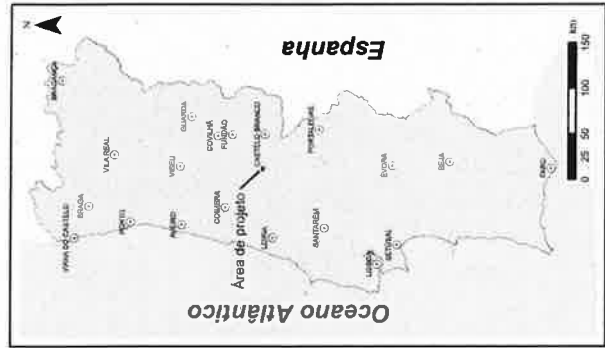 N
VIANA DO CASTELO
BRAGANÇA
BRAGA
VILA REAL
PORTO
AVEIRO
VISEU
GUARDA
COVILHÃ
FUNDÃO
COIMBRA
CASTELO BRANCO
Área de projeto
LEIRIA
SANTARÉM
PORTALEGRE
LISBOA
SETÚBAL
ÉVORA
BEJA
FARO
Oceano Atlântico
Espanha
0 25 50 100 150
km